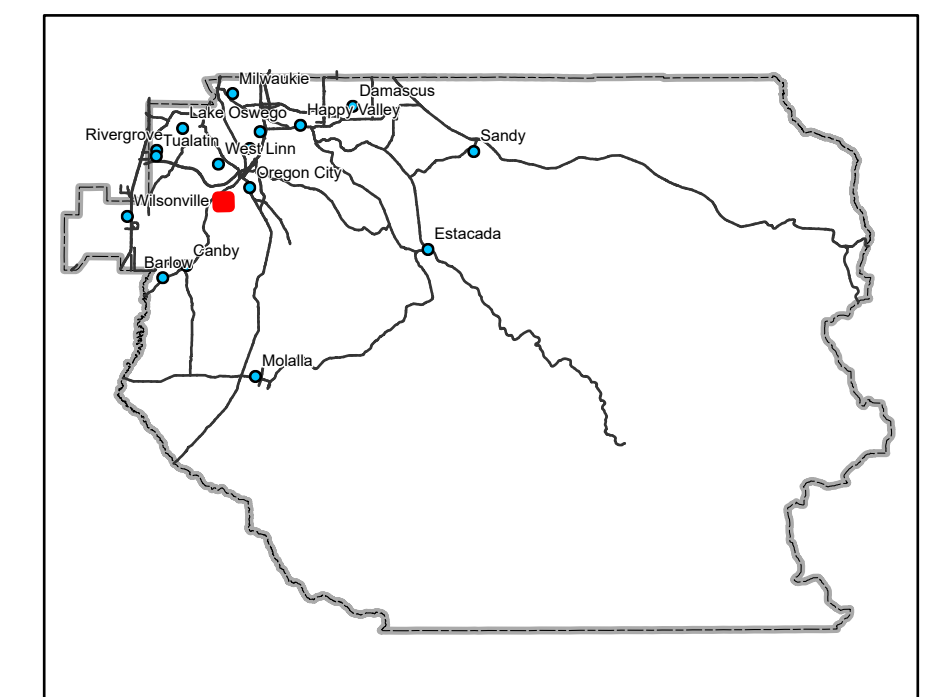 Milwaukie
Damascus
Lake Oswego
Happy Valley
Rivergrove
Tualatin
West Linn
Sandy
Oregon City
Wilsonville
Estacada
Canby
Barlow
Molalla